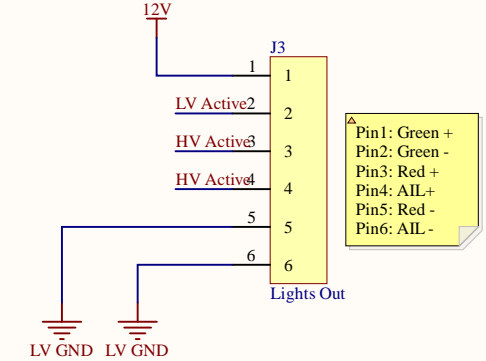 12V
J3
1 1
LV Active 2 2
HV Active 3 3
HV Active 4 4
5 5
6 6
Lights Out
LV GND LV GND
Pin1: Green +
Pin2: Green -
Pin3: Red +
Pin4: AIL+
Pin5: Red -
Pin6: AIL -